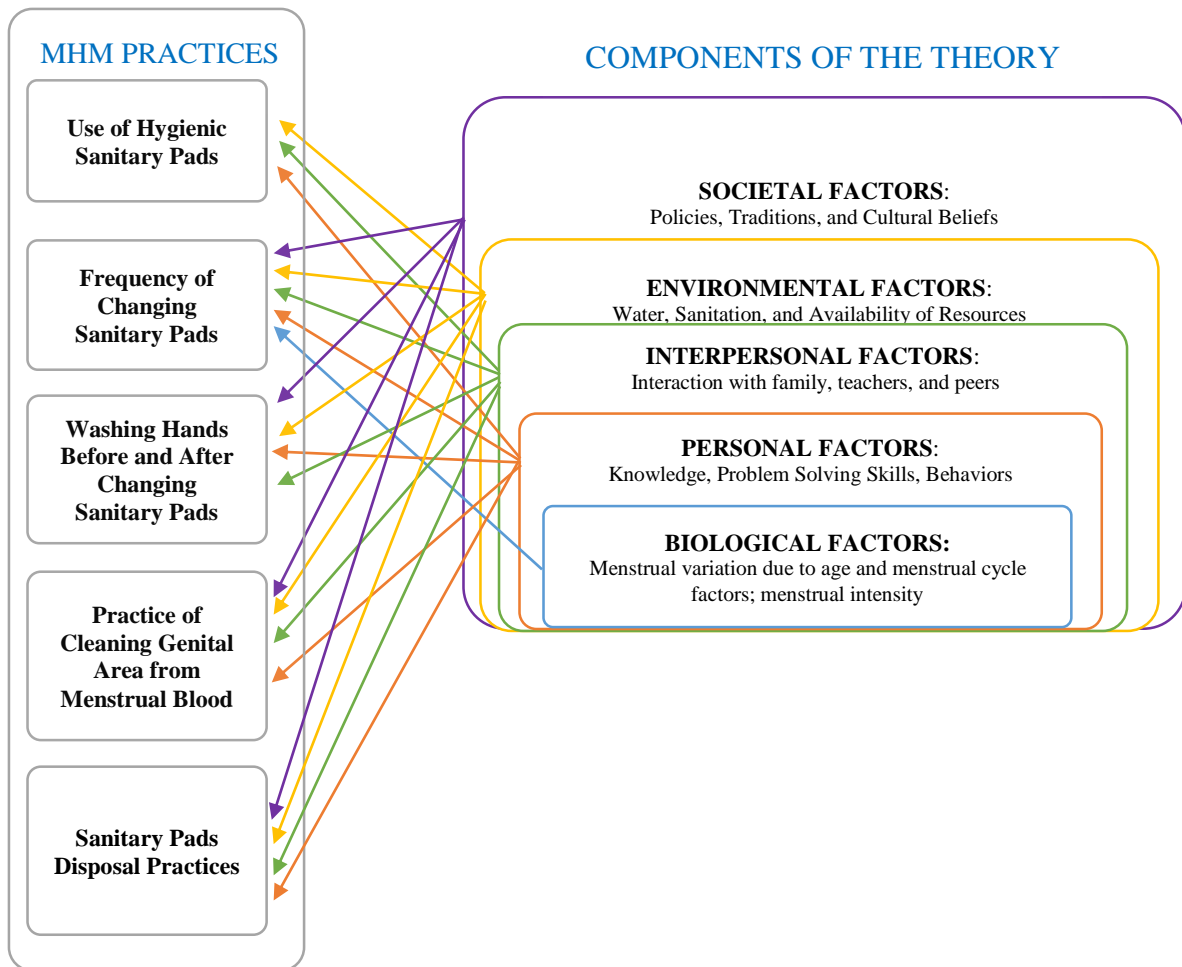 MHM PRACTICES
Use of Hygienic
Sanitary Pads
Frequency of
Changing
Sanitary Pads
Washing Hands
Before and After
Changing
Sanitary Pads
Practice of
Cleaning Genital
Area from
Menstrual Blood
Sanitary Pads
Disposal Practices
COMPONENTS OF THE THEORY
SOCIETAL FACTORS:
Policies, Traditions, and Cultural Beliefs
ENVIRONMENTAL FACTORS:
Water, Sanitation, and Availability of Resources
INTERPERSONAL FACTORS:
Interaction with family, teachers, and peers
PERSONAL FACTORS:
Knowledge, Problem Solving Skills, Behaviors
BIOLOGICAL FACTORS:
Menstrual variation due to age and menstrual cycle
factors; menstrual intensity